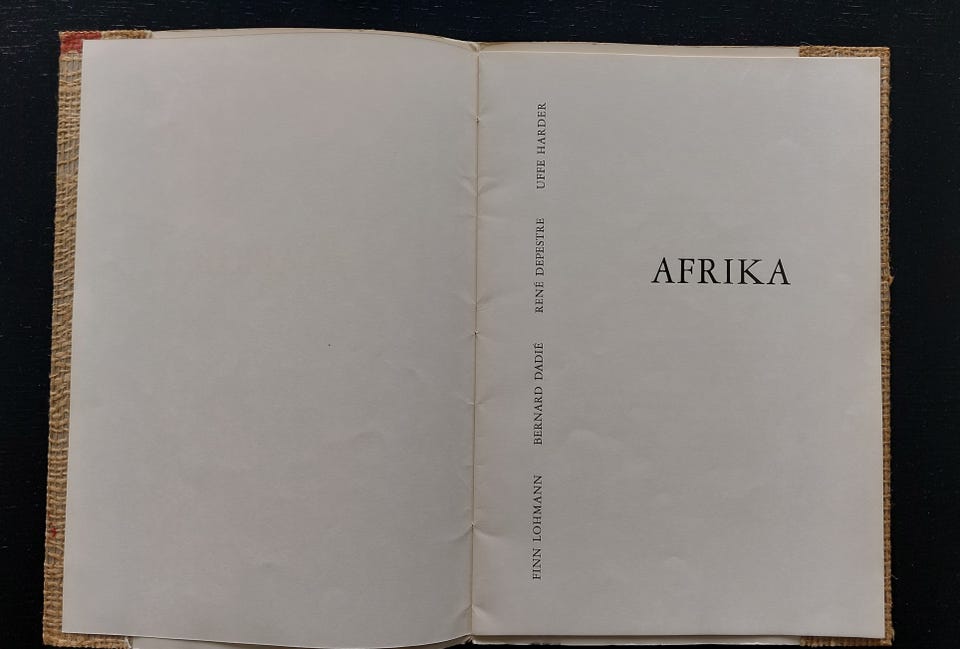 FINN LOHMANN BERNARD DADIÉ RENÉ DEPESTRE UFFE HARDER
AFRIKA